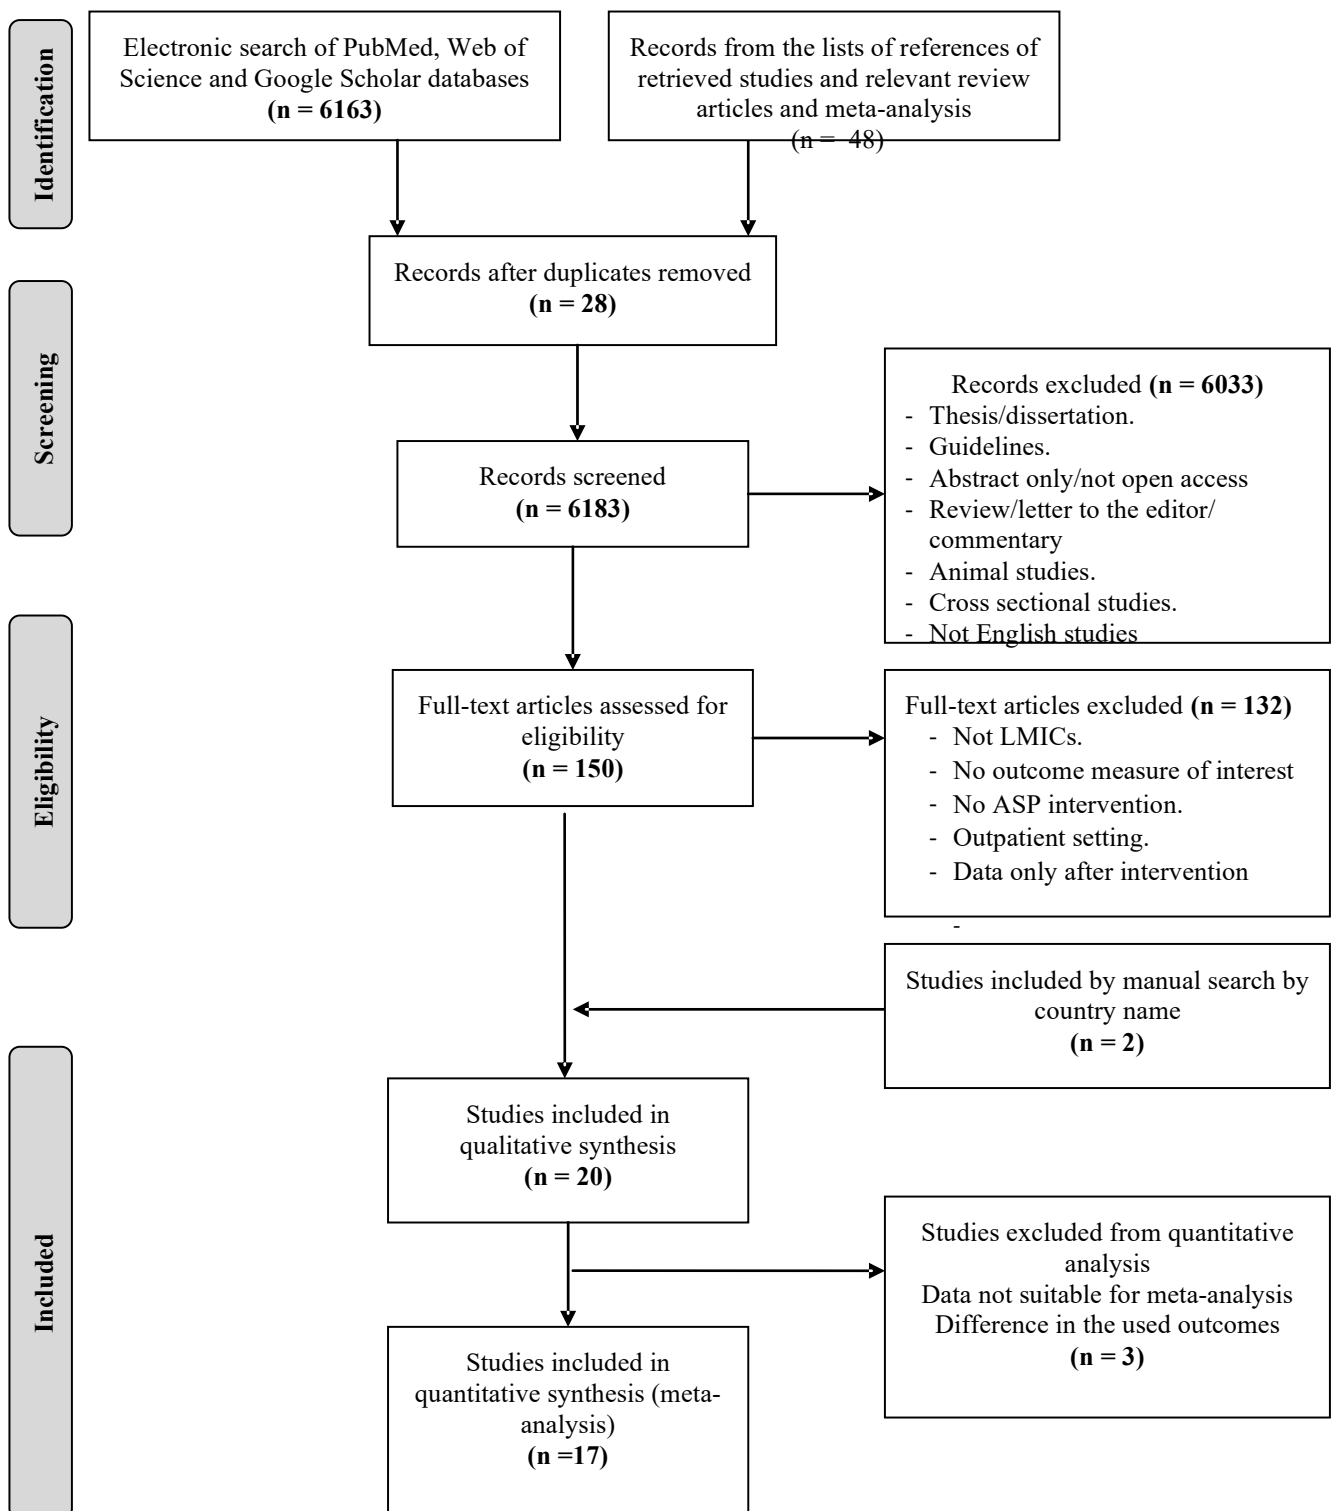 Identification
Electronic search of PubMed, Web of
Science and Google Scholar databases
(n = 6163)
Records from the lists of references of
retrieved studies and relevant review
articles and meta-analysis
(n = 48)
Records after duplicates removed
(n = 28)
Screening
Records screened
(n = 6183)
Records excluded (n = 6033)
- Thesis/dissertation.
- Guidelines.
- Abstract only/not open access
- Review/letter to the editor/
commentary
- Animal studies.
- Cross sectional studies.
- Not English studies
Eligibility
Full-text articles assessed for
eligibility
(n = 150)
Full-text articles excluded (n = 132)
- Not LMICs.
- No outcome measure of interest
- No ASP intervention.
- Outpatient setting.
- Data only after intervention
-
Studies included by manual search by
country name
(n = 2)
Included
Studies included in
qualitative synthesis
(n = 20)
Studies excluded from quantitative
analysis
Data not suitable for meta-analysis
Difference in the used outcomes
(n = 3)
Studies included in
quantitative synthesis (meta-
analysis)
(n =17)